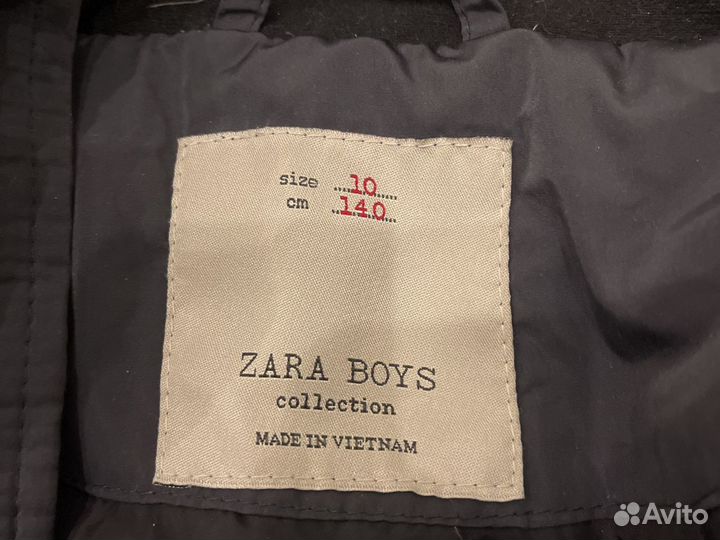 size 10
cm 140
ZARA BOYS
collection
MADE IN VIETNAM
Avito